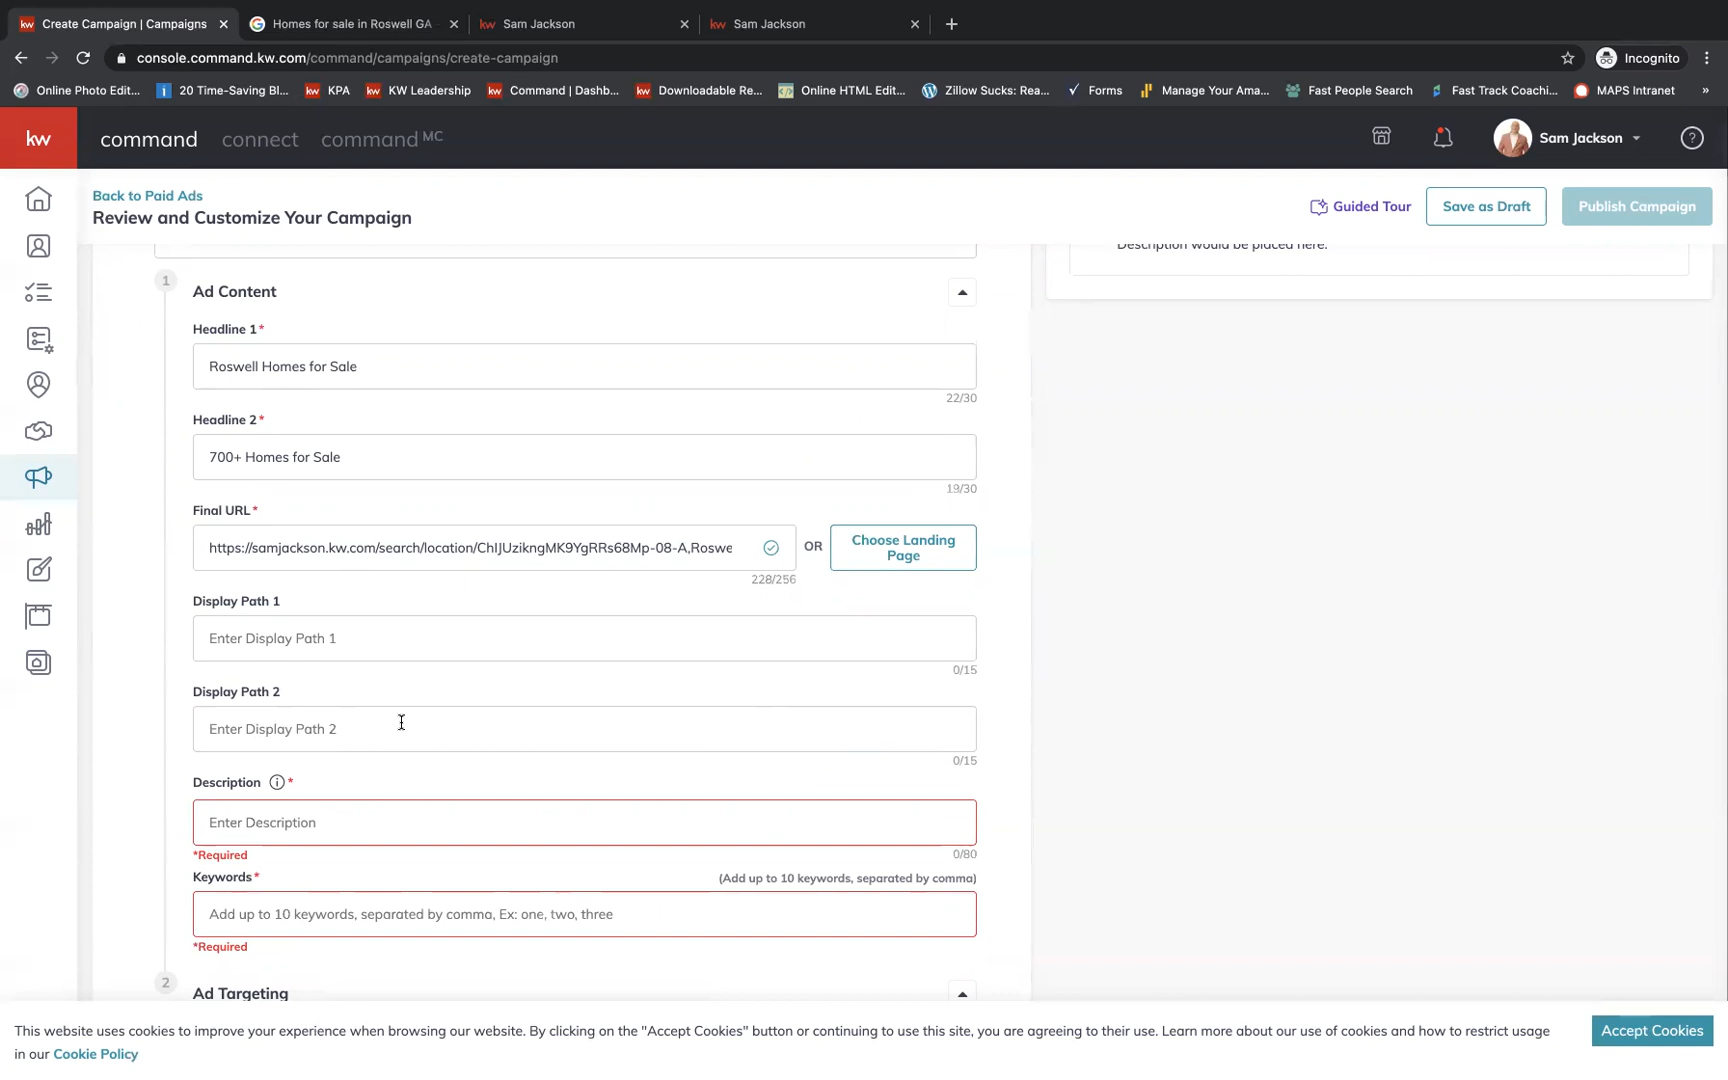 kw Create Campaign | Campaigns
Homes for sale in Roswell GA
kw Sam Jackson
kw Sam Jackson
console.command.kw.com/command/campaigns/create-campaign
Incognito
Online Photo Edit...
20 Time-Saving Bl...
kw KPA
kw KW Leadership
kw Command | Dashb...
kw Downloadable Re...
Online HTML Edit...
Zillow Sucks: Rea...
Forms
Manage Your Ama...
Fast People Search
Fast Track Coachi...
MAPS Intranet
»
kw
command
connect
command MC
Sam Jackson
Back to Paid Ads
Review and Customize Your Campaign
Guided Tour
Save as Draft
Publish Campaign
Description would be placed here.
1
Ad Content
Headline 1*
Roswell Homes for Sale
22/30
Headline 2*
700+ Homes for Sale
19/30
Final URL*
https://samjackson.kw.com/search/location/ChIJUzikngMK9YgRRs68Mp-08-A,Roswe
OR
Choose Landing
Page
228/256
Display Path 1
Enter Display Path 1
0/15
Display Path 2
Enter Display Path 2
0/15
Description *
Enter Description
*Required
0/80
Keywords*
(Add up to 10 keywords, separated by comma)
Add up to 10 keywords, separated by comma, Ex: one, two, three
*Required
2
Ad Targeting
This website uses cookies to improve your experience when browsing our website. By clicking on the "Accept Cookies" button or continuing to use this site, you are agreeing to their use. Learn more about our use of cookies and how to restrict usage
in our Cookie Policy
Accept Cookies